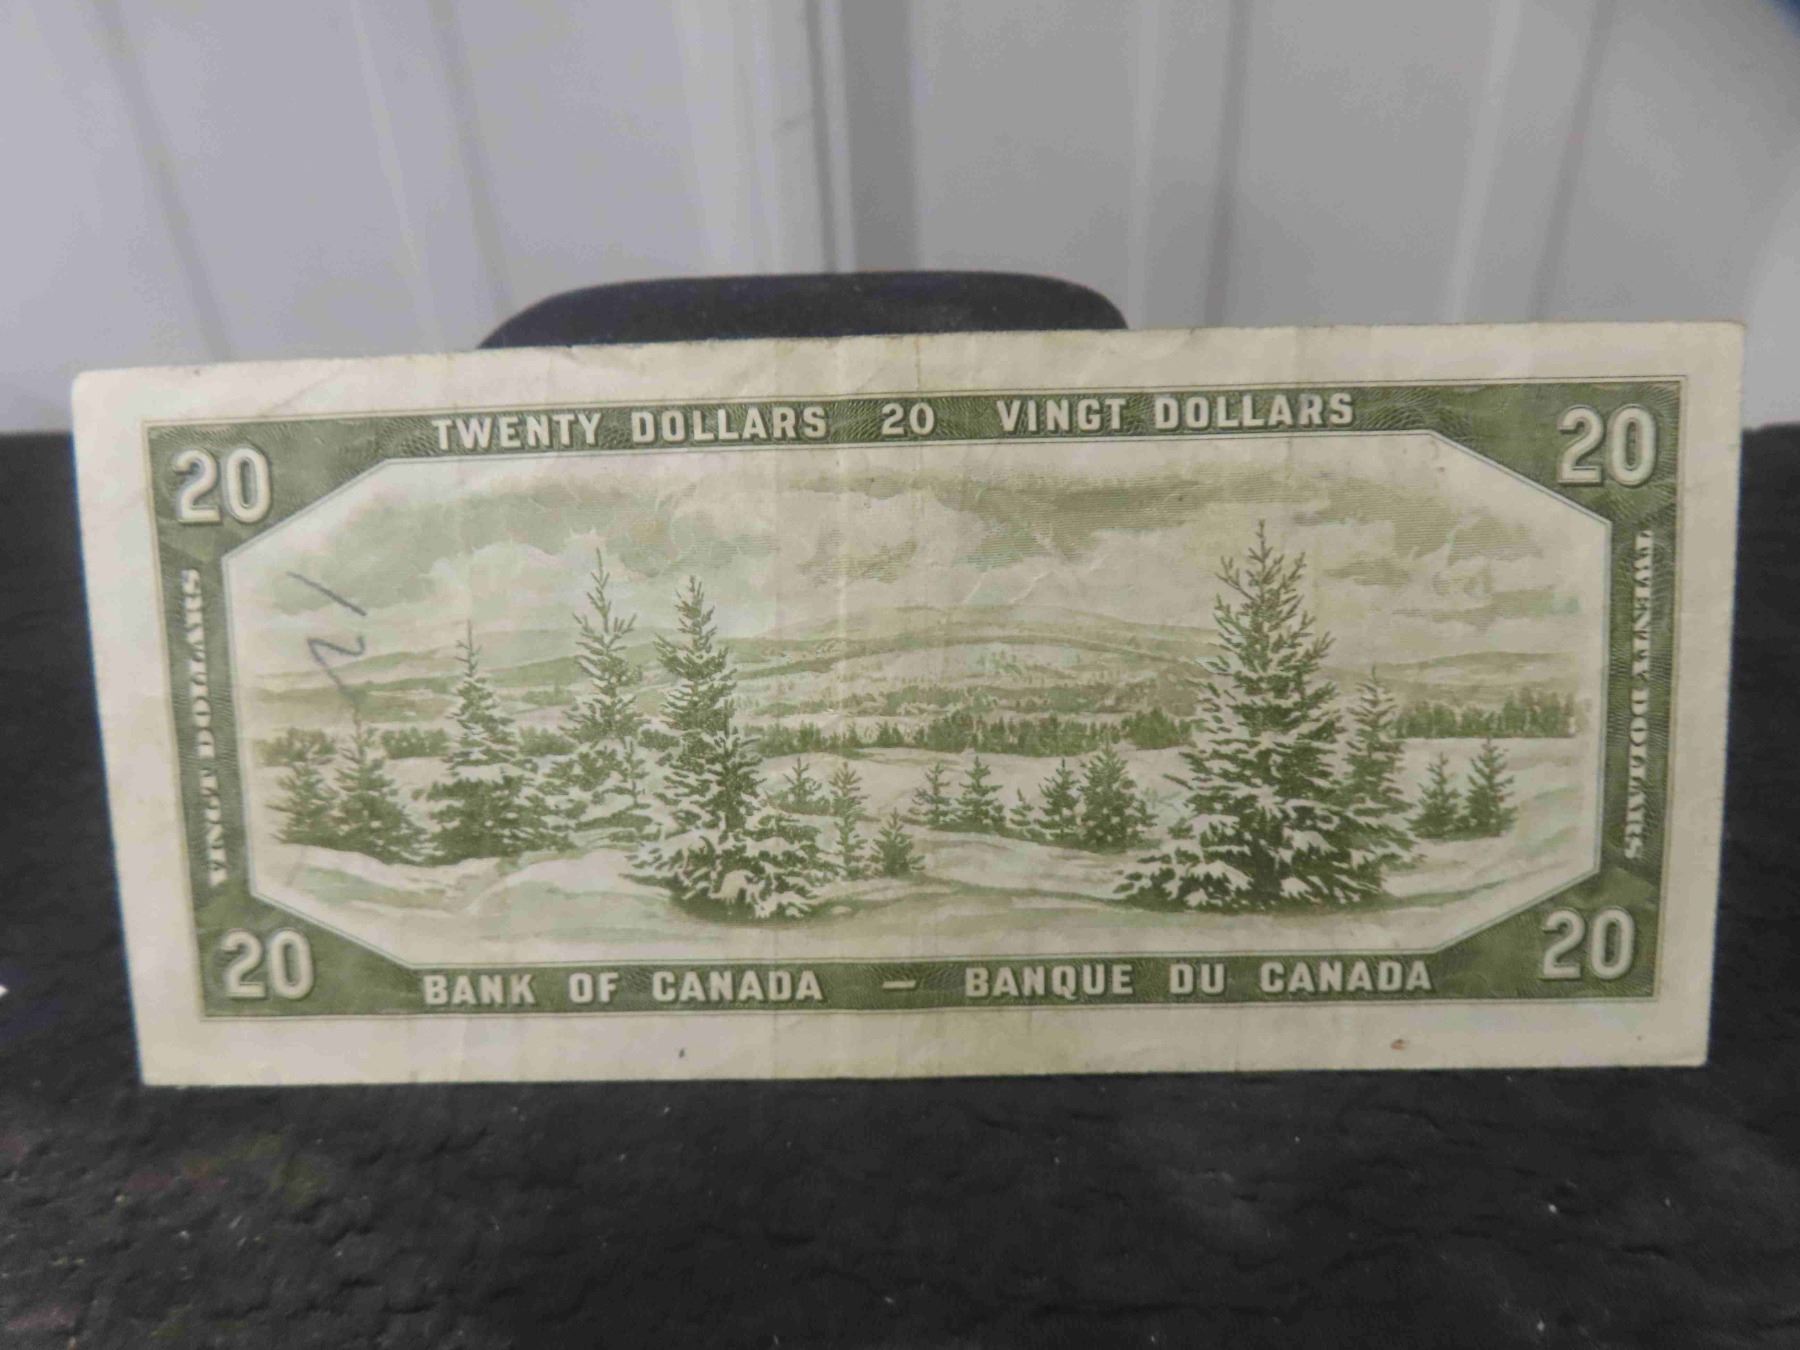 TWENTY DOLLARS 20 VINGT DOLLARS
20
20
VINGT DOLLARS
TWENTY DOLLARS
21
20
20
BANK OF CANADA — BANQUE DU CANADA